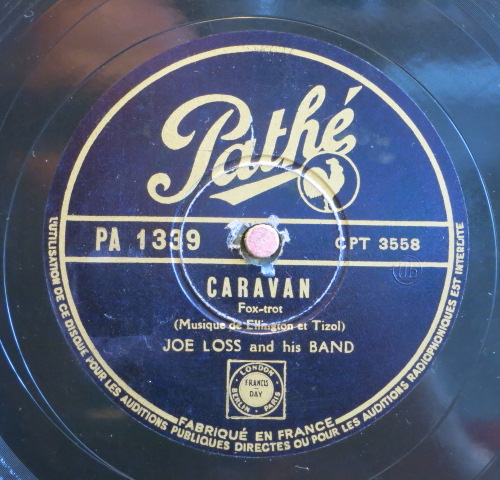 Pathé
PA 1339
CPT 3558
CARAVAN
Fox-trot
(Musique de Ellington et Tizol)
JOE LOSS and his BAND
LONDON
FRANCIS
DAY
BERLIN - PARIS
FABRIQUÉ EN FRANCE
L'UTILISATION DE CE DISQUE POUR LES AUDITIONS PUBLIQUES DIRECTES OU POUR LES AUDITIONS RADIOPHONIQUES EST INTERDITE